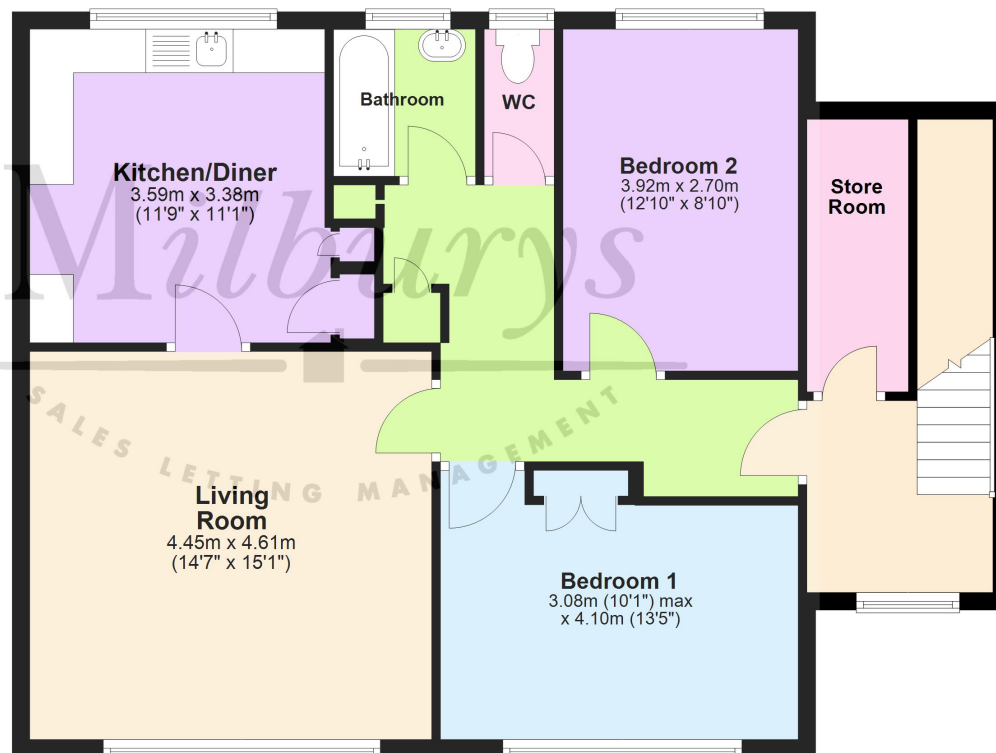 Bathroom
WC
Kitchen/Diner
3.59m x 3.38m
(11'9" x 11'1")
Bedroom 2
3.92m x 2.70m
(12'10" x 8'10")
Store
Room
Milburys
SALES LETTING MANAGEMENT
Living
Room
4.45m x 4.61m
(14'7" x 15'1")
Bedroom 1
3.08m (10'1") max
x 4.10m (13'5")